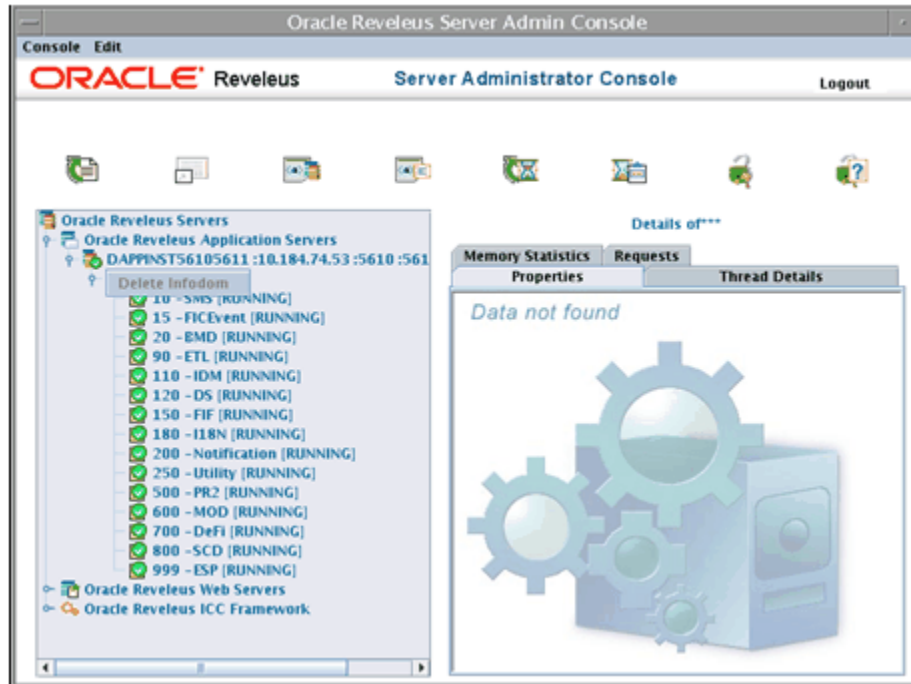 Oracle Reveleus Server Admin Console
Console Edit
ORACLE Reveleus
Server Administrator Console
Logout
Oracle Reveleus Servers
Oracle Reveleus Application Servers
DAPPINST56105611 :10.184.74.53 :5610 :561
Delete Infodom
10 -SMS [RUNNING]
15 -FICEvent [RUNNING]
20 -BMD [RUNNING]
90 -ETL [RUNNING]
110 -IDM [RUNNING]
120 -DS [RUNNING]
150 -FIF [RUNNING]
180 -I18N [RUNNING]
200 -Notification [RUNNING]
250 -Utility [RUNNING]
500 -PR2 [RUNNING]
600 -MOD [RUNNING]
700 -DeFi [RUNNING]
800 -SCD [RUNNING]
999 -ESP [RUNNING]
Oracle Reveleus Web Servers
Oracle Reveleus ICC Framework
Details of***
Memory Statistics Requests
Properties Thread Details
Data not found